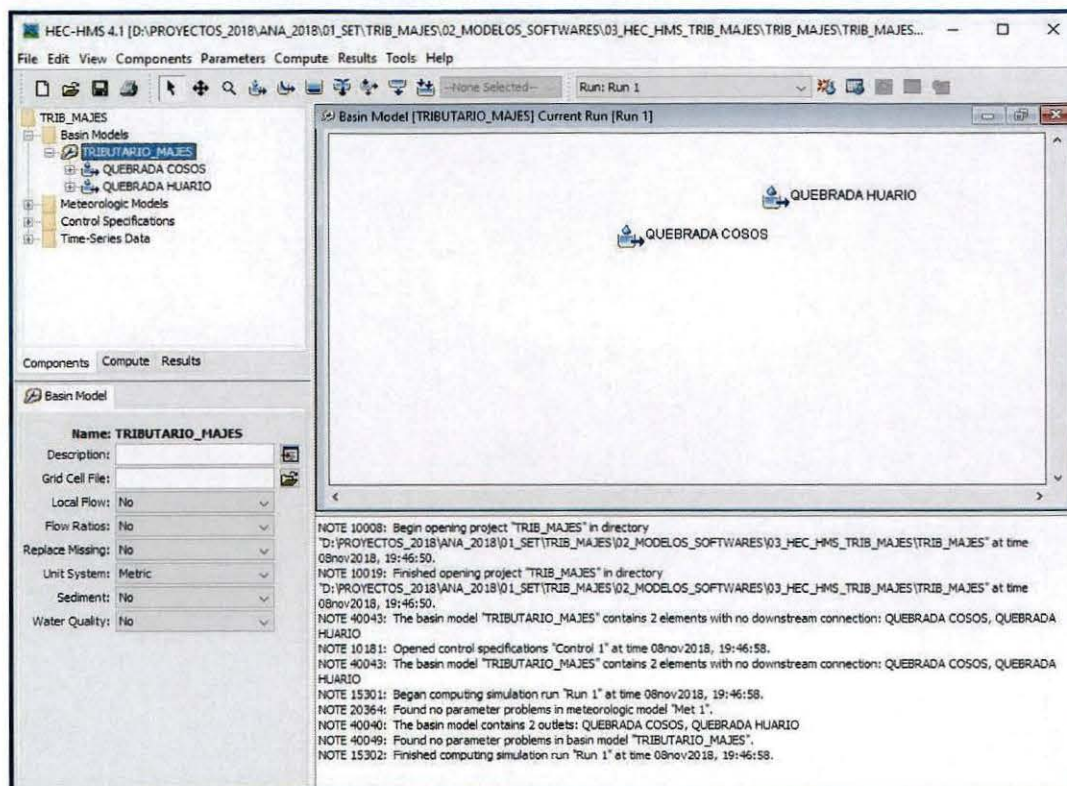 HEC-HMS 4.1 [D:\PROYECTOS_2018\ANA_2018\01_SET\TRIB_MAJES\02_MODELOS_SOFTWARES\03_HEC_HMS_TRIB_MAJES\TRIB_MAJES\TRIB_MAJES...
File Edit View Components Parameters Compute Results Tools Help
--None Selected--
Run: Run 1
TRIB_MAJES
Basin Models
TRIBUTARIO_MAJES
QUEBRADA COSOS
QUEBRADA HUARIO
Meteorologic Models
Control Specifications
Time-Series Data
Components Compute Results
Basin Model
Name: TRIBUTARIO_MAJES
Description:
Grid Cell File:
Local Flow: No
Flow Ratios: No
Replace Missing: No
Unit System: Metric
Sediment: No
Water Quality: No
Basin Model [TRIBUTARIO_MAJES] Current Run [Run 1]
QUEBRADA HUARIO
QUEBRADA COSOS
NOTE 10008: Begin opening project "TRIB_MAJES" in directory
"D:\PROYECTOS_2018\ANA_2018\01_SET\TRIB_MAJES\02_MODELOS_SOFTWARES\03_HEC_HMS_TRIB_MAJES\TRIB_MAJES" at time
08nov2018, 19:46:50.
NOTE 10019: Finished opening project "TRIB_MAJES" in directory
"D:\PROYECTOS_2018\ANA_2018\01_SET\TRIB_MAJES\02_MODELOS_SOFTWARES\03_HEC_HMS_TRIB_MAJES\TRIB_MAJES" at time
08nov2018, 19:46:50.
NOTE 40043: The basin model "TRIBUTARIO_MAJES" contains 2 elements with no downstream connection: QUEBRADA COSOS, QUEBRADA
HUARIO
NOTE 10181: Opened control specifications "Control 1" at time 08nov2018, 19:46:58.
NOTE 40043: The basin model "TRIBUTARIO_MAJES" contains 2 elements with no downstream connection: QUEBRADA COSOS, QUEBRADA
HUARIO
NOTE 15301: Began computing simulation run "Run 1" at time 08nov2018, 19:46:58.
NOTE 20364: Found no parameter problems in meteorologic model "Met 1".
NOTE 40040: The basin model contains 2 outlets: QUEBRADA COSOS, QUEBRADA HUARIO
NOTE 40049: Found no parameter problems in basin model "TRIBUTARIO_MAJES".
NOTE 15302: Finished computing simulation run "Run 1" at time 08nov2018, 19:46:58.